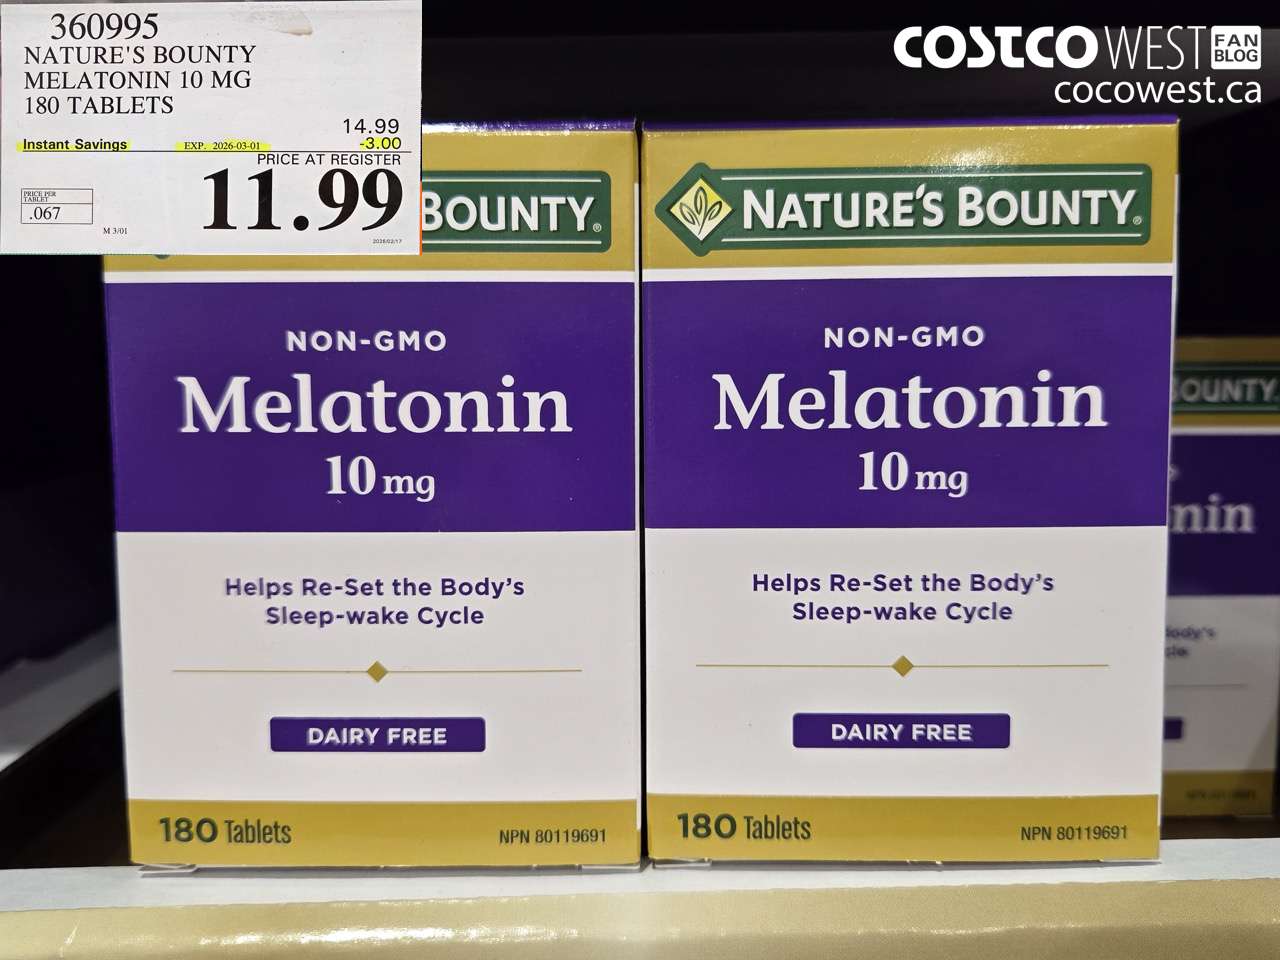 360995
NATURE'S BOUNTY
MELATONIN 10 MG
180 TABLETS
14.99
Instant Savings EXP. 2026-03-01 -3.00
PRICE AT REGISTER
11.99
PRICE PER
TABLET
.067
M 3/01
2026/02/17
COSTCO WEST FAN BLOG
cocowest.ca
BOUNTY®
NON-GMO
Melatonin
10 mg
Helps Re-Set the Body's
Sleep-wake Cycle
DAIRY FREE
180 Tablets NPN 80119691
NATURE'S BOUNTY®
NON-GMO
Melatonin
10 mg
Helps Re-Set the Body's
Sleep-wake Cycle
DAIRY FREE
180 Tablets NPN 80119691
OUNTY
nin
ody's
cle